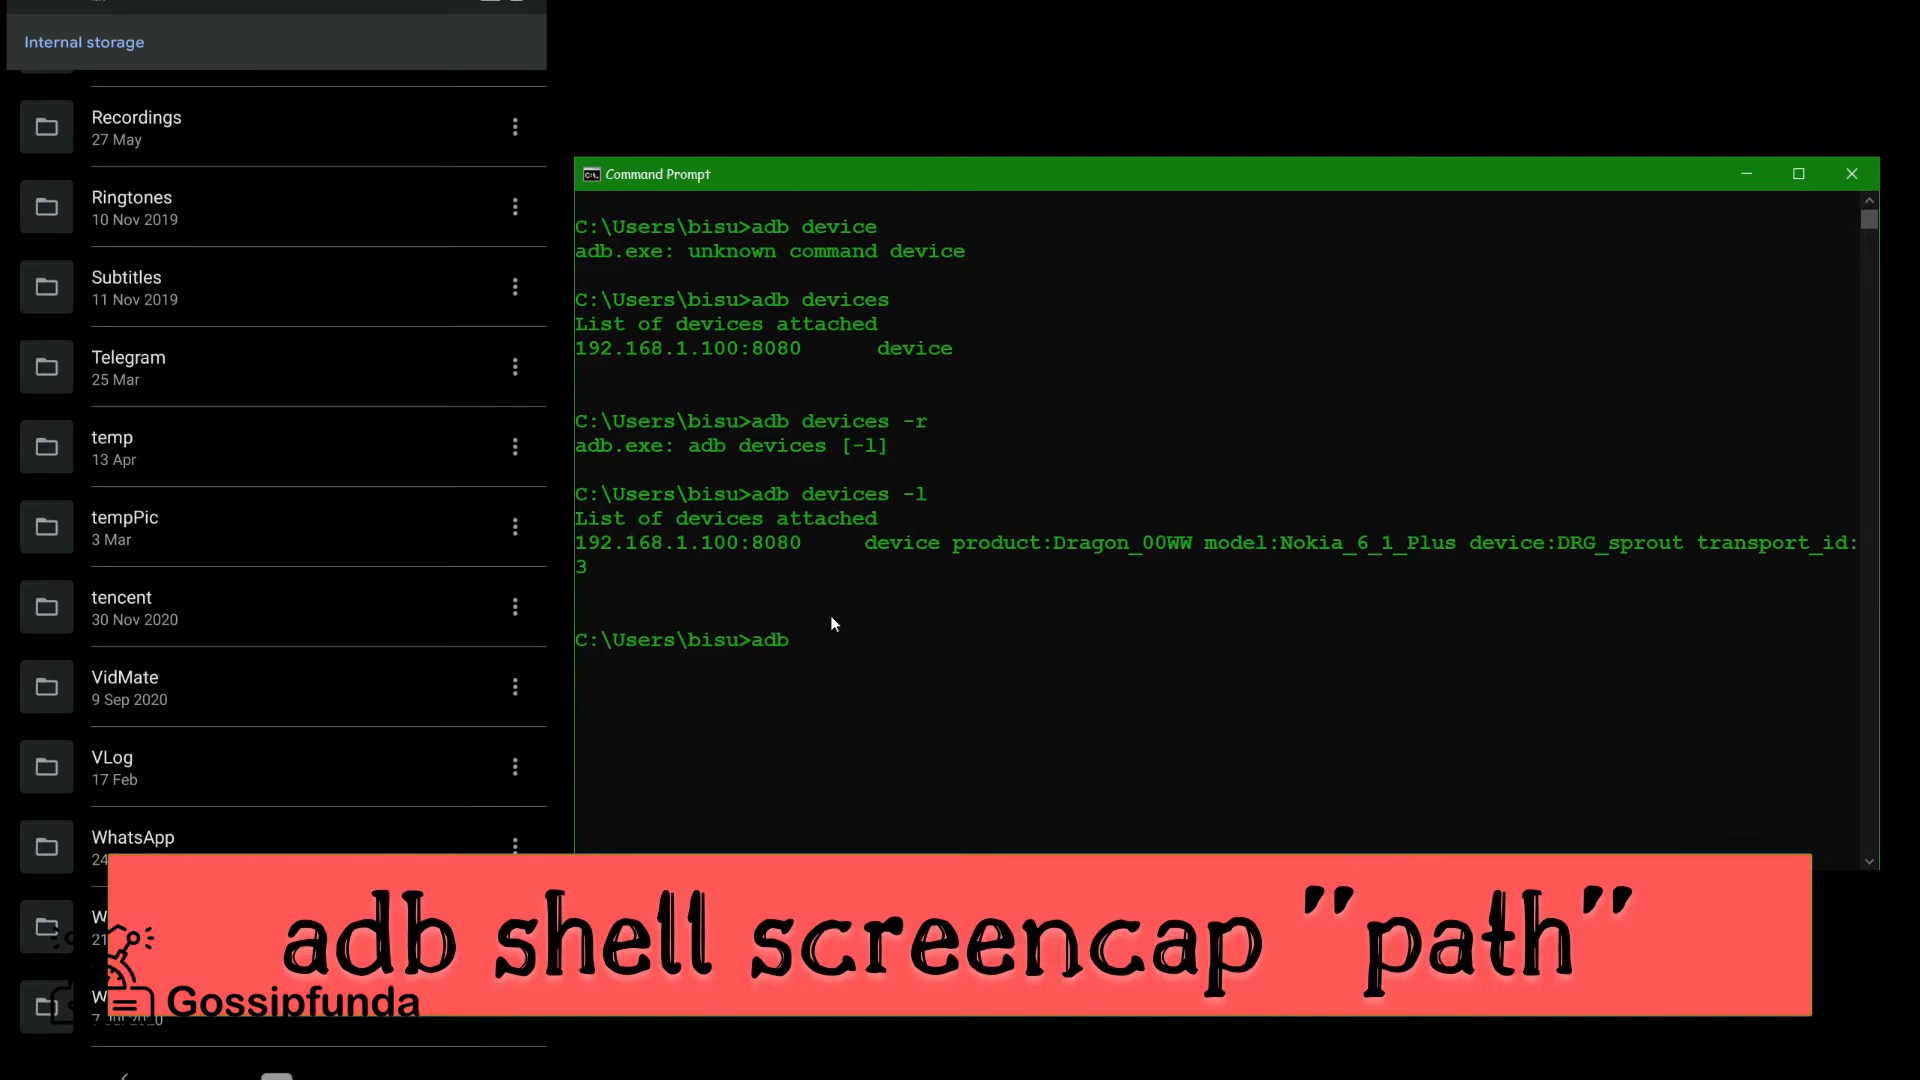 Internal storage
Recordings
27 May
Ringtones
10 Nov 2019
Subtitles
11 Nov 2019
Telegram
25 Mar
temp
13 Apr
tempPic
3 Mar
tencent
30 Nov 2020
VidMate
9 Sep 2020
VLog
17 Feb
WhatsApp
24
W
21
W
Command Prompt
C:\Users\bisu>adb device
adb.exe: unknown command device
C:\Users\bisu>adb devices
List of devices attached
192.168.1.100:8080 device
C:\Users\bisu>adb devices -r
adb.exe: adb devices [-l]
C:\Users\bisu>adb devices -l
List of devices attached
192.168.1.100:8080 device product:Dragon_00WW model:Nokia_6_1_Plus device:DRG_sprout transport_id:
3
C:\Users\bisu>adb
adb shell screencap "path"
Gossipfunda